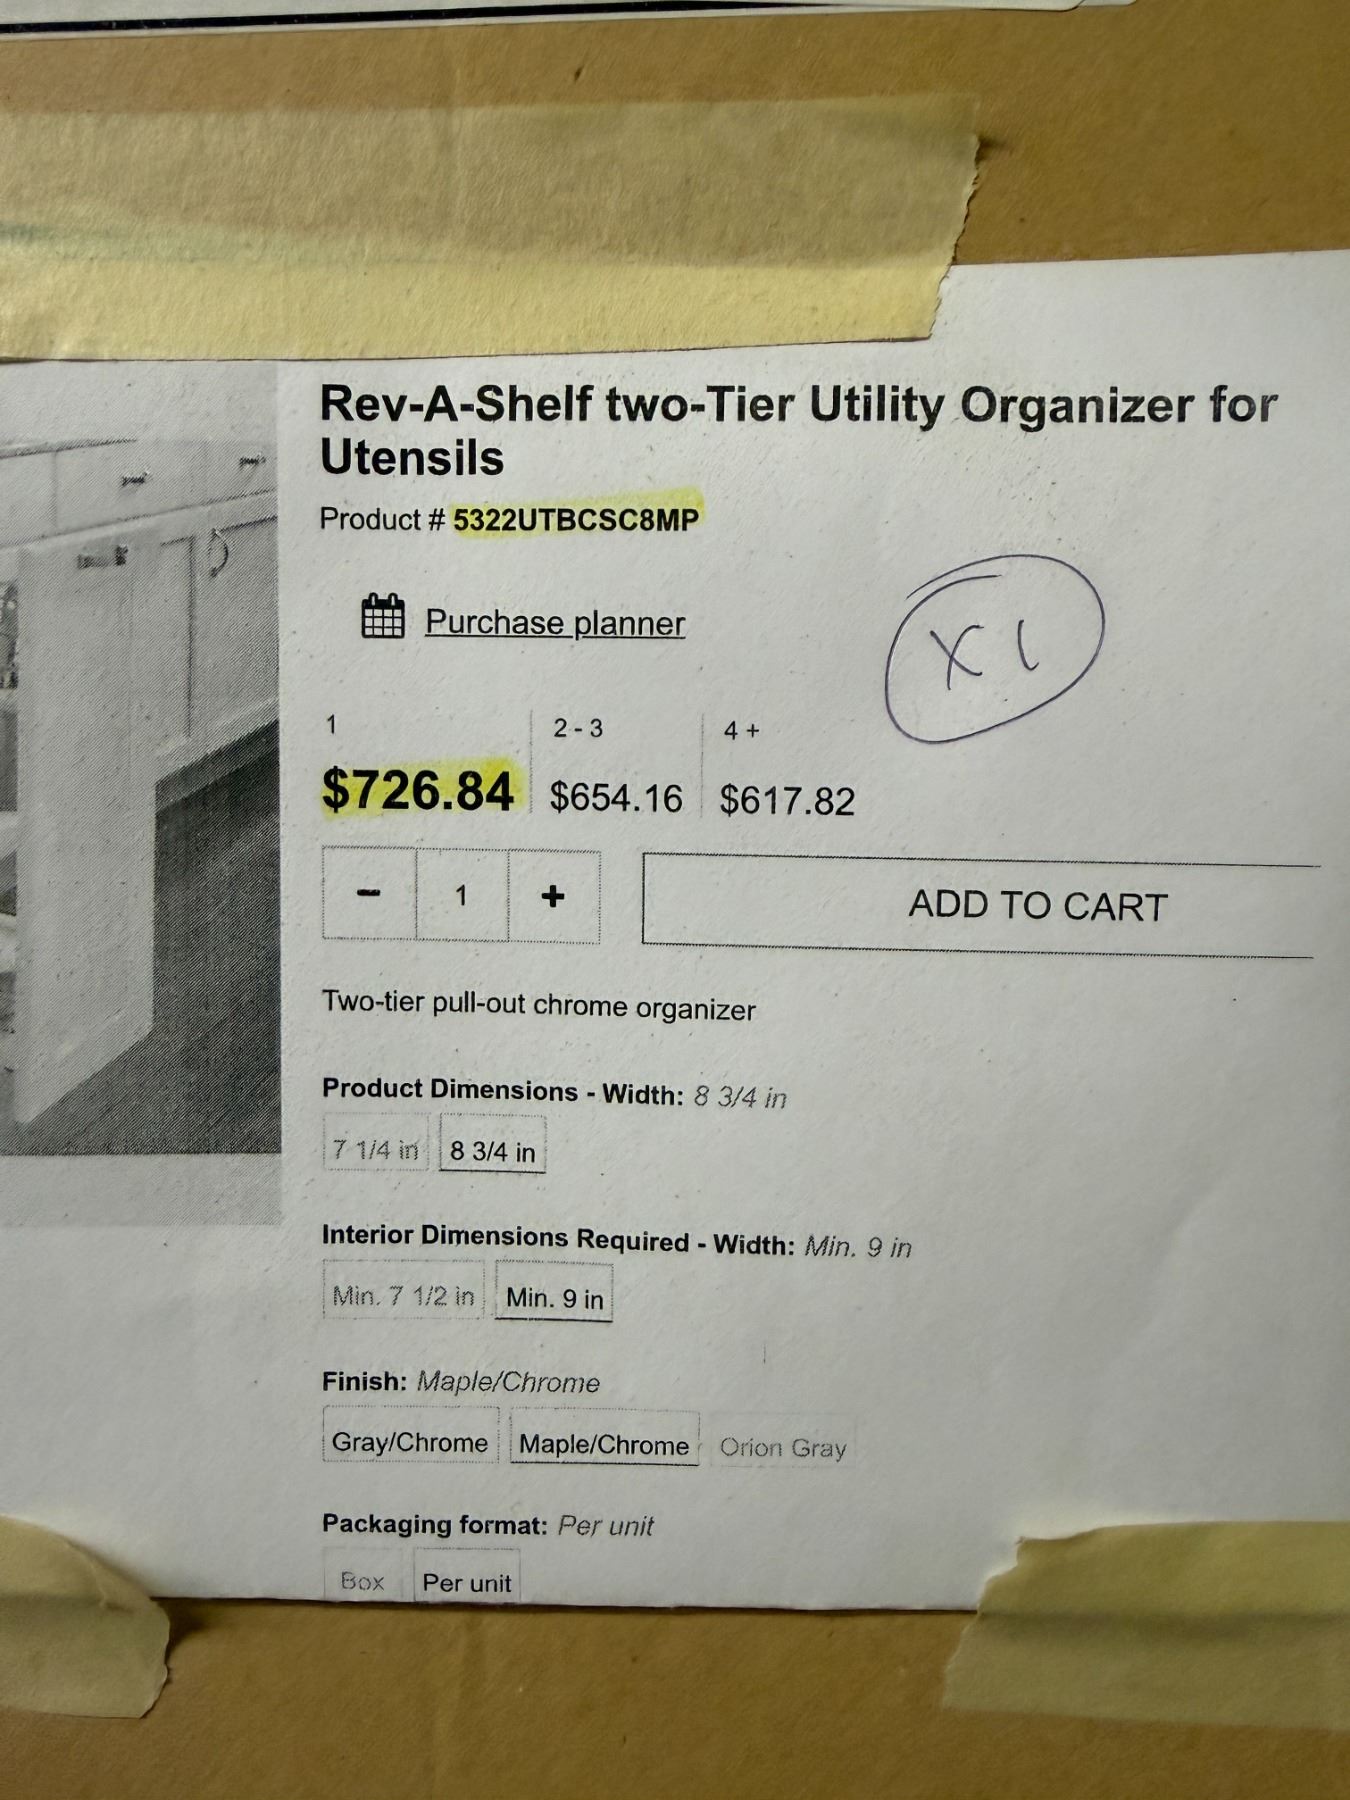 Rev-A-Shelf two-Tier Utility Organizer for
Utensils
Product # 5322UTBCSC8MP
Purchase planner
X1
1 2 - 3 4 +
$726.84 $654.16 $617.82
- 1 + ADD TO CART
Two-tier pull-out chrome organizer
Product Dimensions - Width: 8 3/4 in
7 1/4 in 8 3/4 in
Interior Dimensions Required - Width: Min. 9 in
Min. 7 1/2 in Min. 9 in
Finish: Maple/Chrome
Gray/Chrome Maple/Chrome Orion Gray
Packaging format: Per unit
Box Per unit